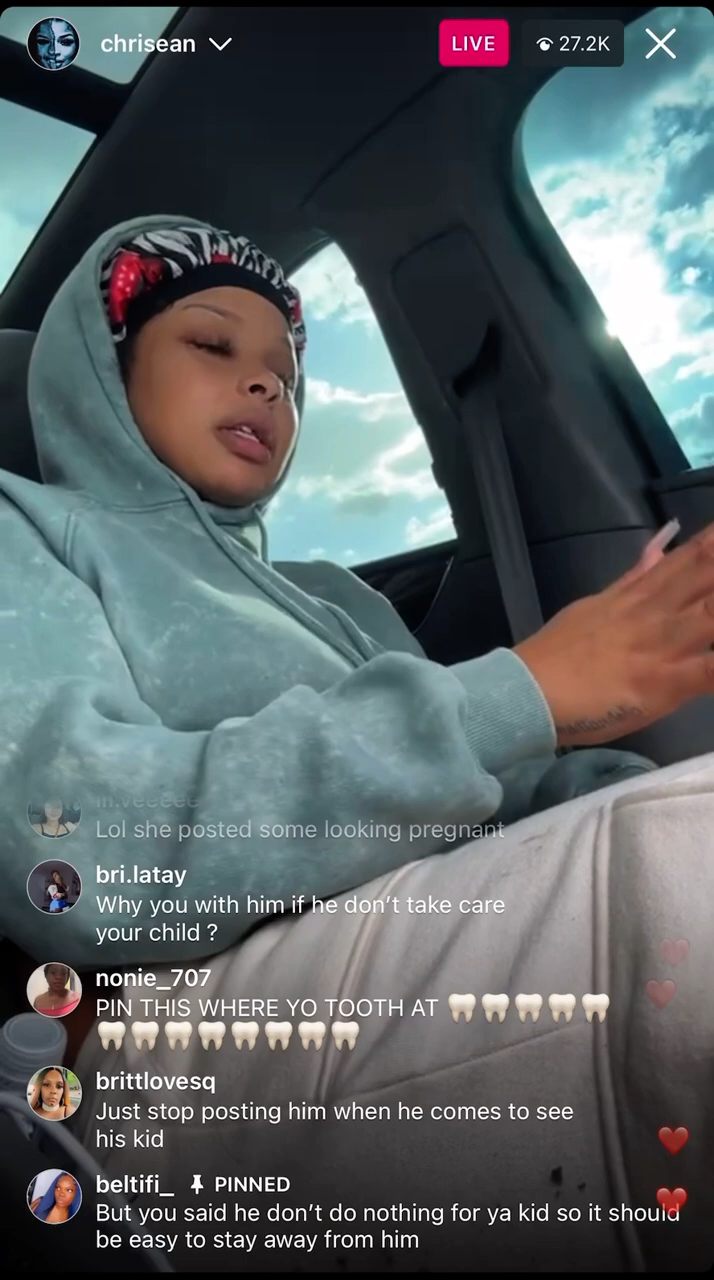 chrisean
LIVE
27.2K
Lol she posted some looking pregnant
bri.latay
Why you with him if he don’t take care
your child ?
nonie_707
PIN THIS WHERE YO TOOTH AT 🦷🦷🦷🦷🦷
🦷🦷🦷🦷🦷🦷🦷🦷
brittlovesq
Just stop posting him when he comes to see
his kid
beltifi_ PINNED
But you said he don’t do nothing for ya kid so it should
be easy to stay away from him